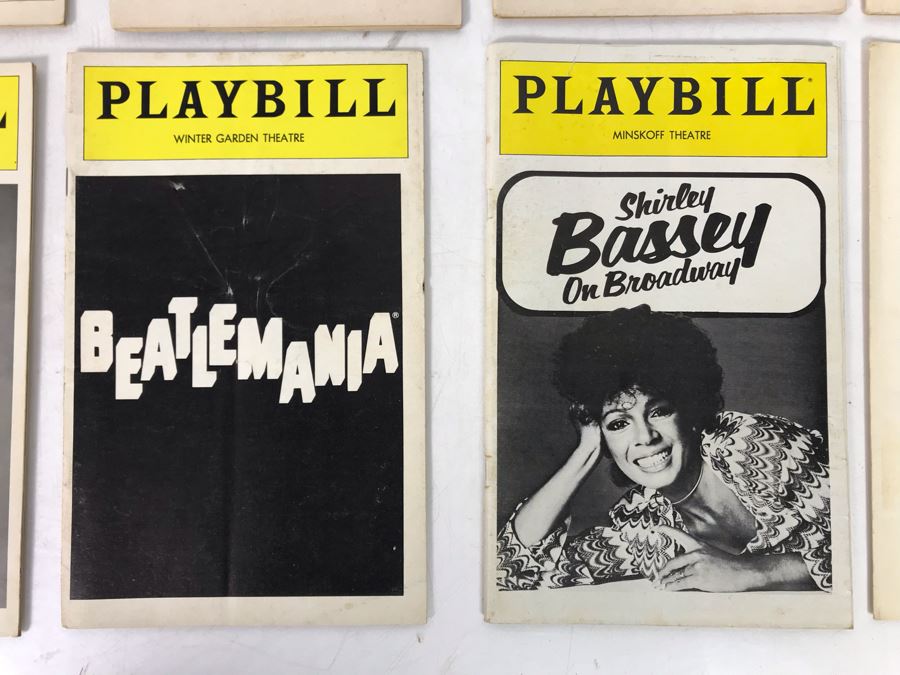 PLAYBILL
WINTER GARDEN THEATRE
BEATLEMANIA®
PLAYBILL®
MINSKOFF THEATRE
Shirley
Bassey
On Broadway